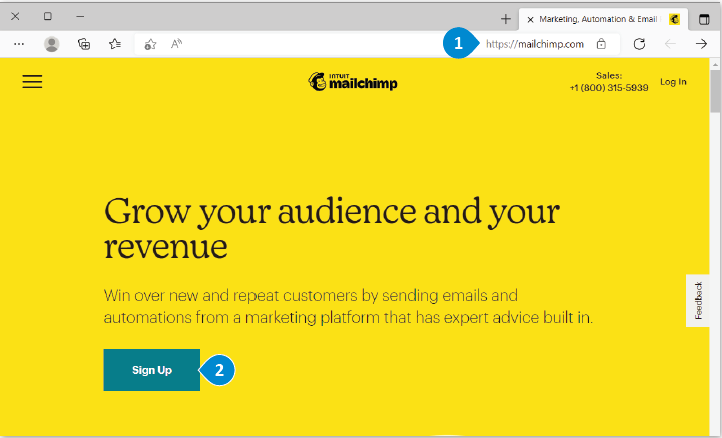 Marketing, Automation & Email
1
https://mailchimp.com
INTUIT
mailchimp
Sales:
+1 (800) 315-5939
Log In
Grow your audience and your
revenue
Win over new and repeat customers by sending emails and
automations from a marketing platform that has expert advice built in.
Feedback
Sign Up
2